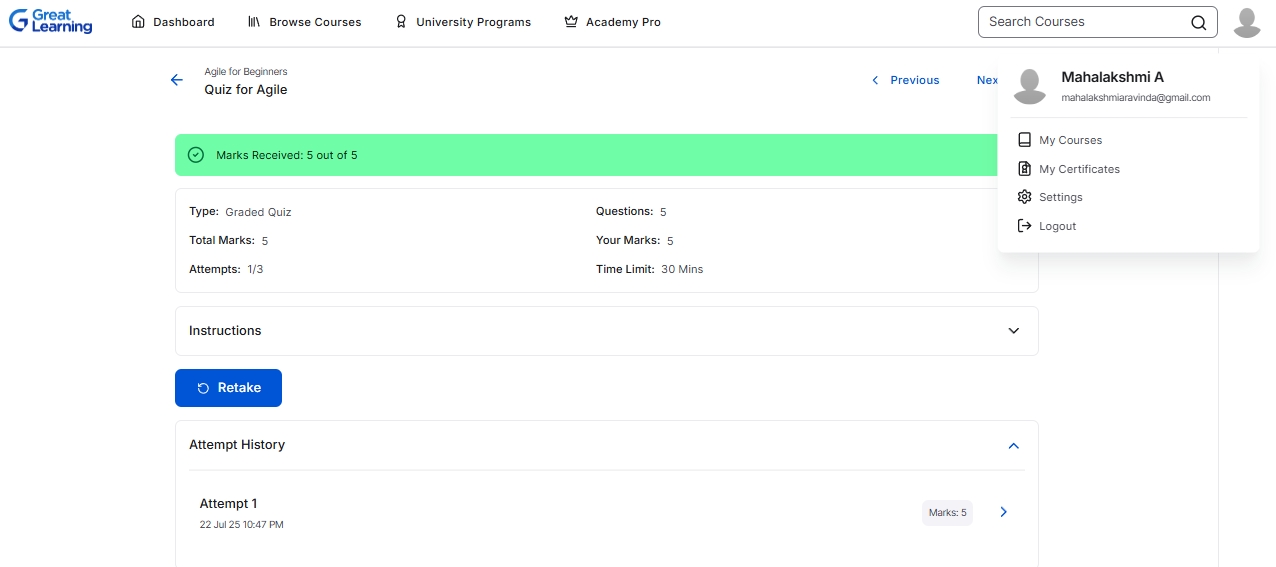 Great Learning
Dashboard
Browse Courses
University Programs
Academy Pro
Search Courses
Agile for Beginners
Quiz for Agile
Previous
Nex
Mahalakshmi A
mahalakshmiaravinda@gmail.com
My Courses
My Certificates
Settings
Logout
Marks Received: 5 out of 5
Type: Graded Quiz
Questions: 5
Total Marks: 5
Your Marks: 5
Attempts: 1/3
Time Limit: 30 Mins
Instructions
Retake
Attempt History
Attempt 1
22 Jul 25 10:47 PM
Marks: 5